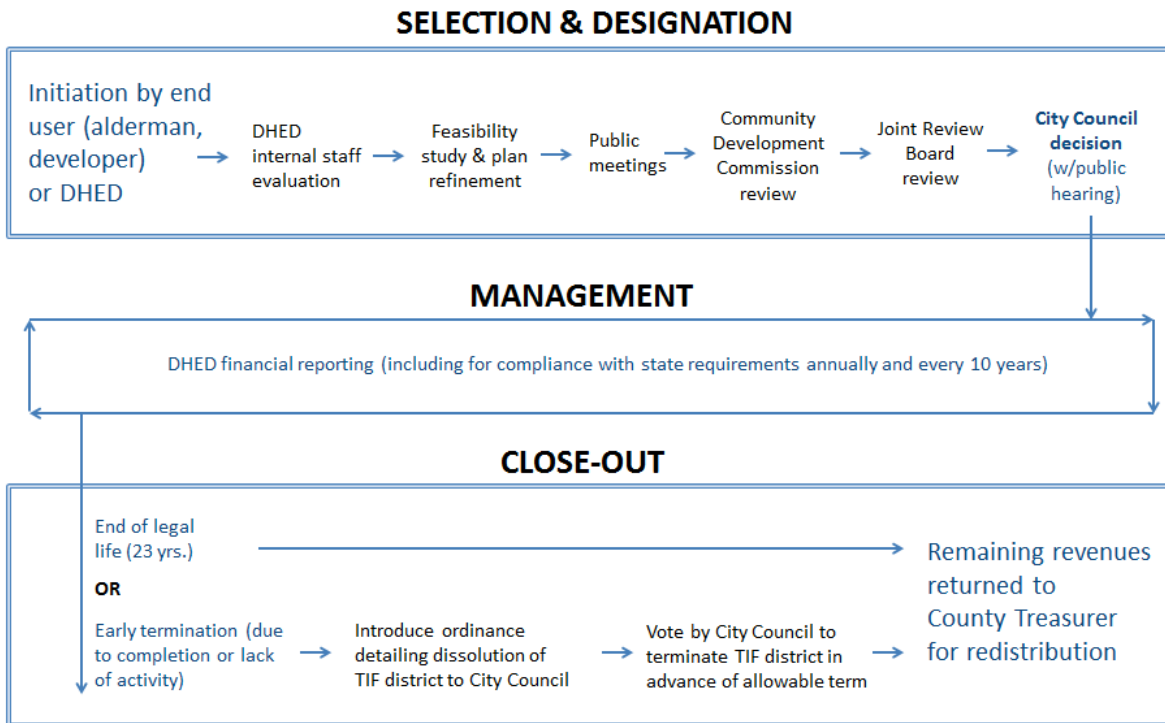 SELECTION & DESIGNATION
Initiation by end
user (alderman,
developer)
or DHED
DHED
internal staff
evaluation
Feasibility
study & plan
refinement
Public
meetings
Community
Development
Commission
review
Joint Review
Board
review
City Council
decision
(w/public
hearing)
MANAGEMENT
DHED financial reporting (including for compliance with state requirements annually and every 10 years)
CLOSE-OUT
End of legal
life (23 yrs.)
OR
Early termination (due
to completion or lack
of activity)
Introduce ordinance
detailing dissolution of
TIF district to City Council
Vote by City Council to
terminate TIF district in
advance of allowable term
Remaining revenues
returned to
County Treasurer
for redistribution